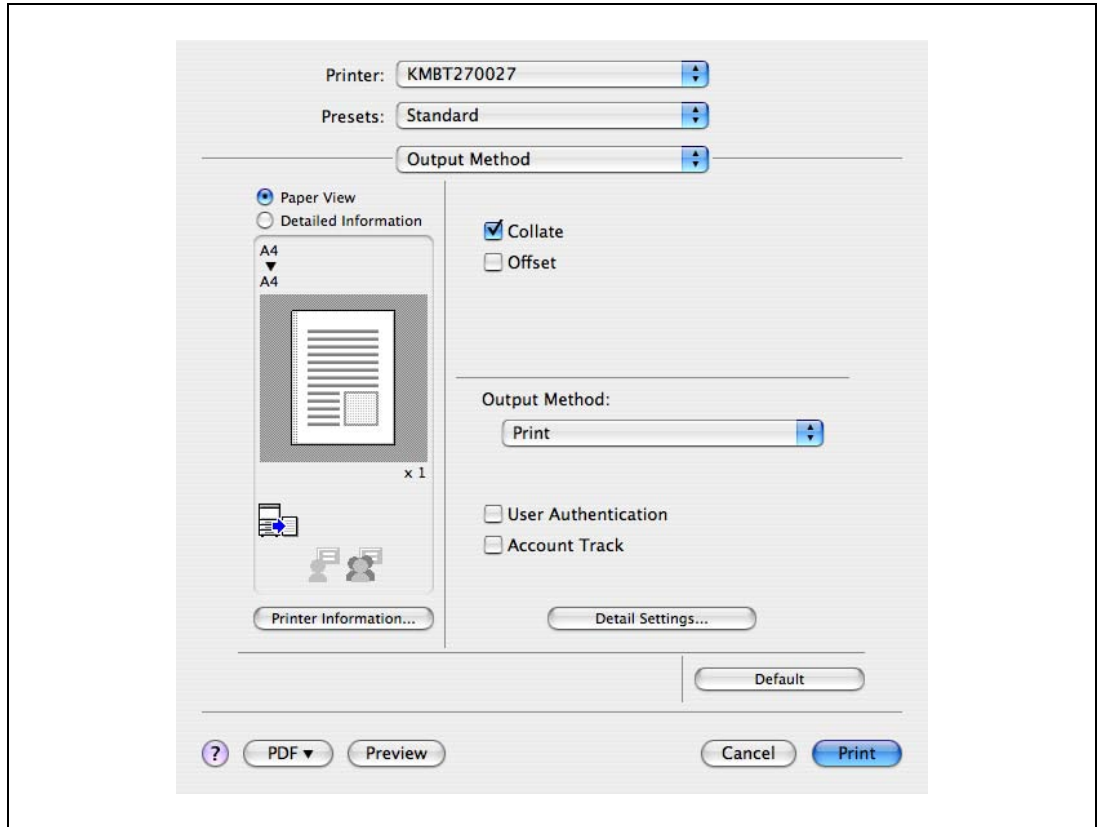 Printer: KMBT270027
Presets: Standard
Output Method
Paper View
Detailed Information
A4
A4
x 1
Printer Information...
Collate
Offset
Output Method:
Print
User Authentication
Account Track
Detail Settings...
Default
? PDF Preview Cancel Print